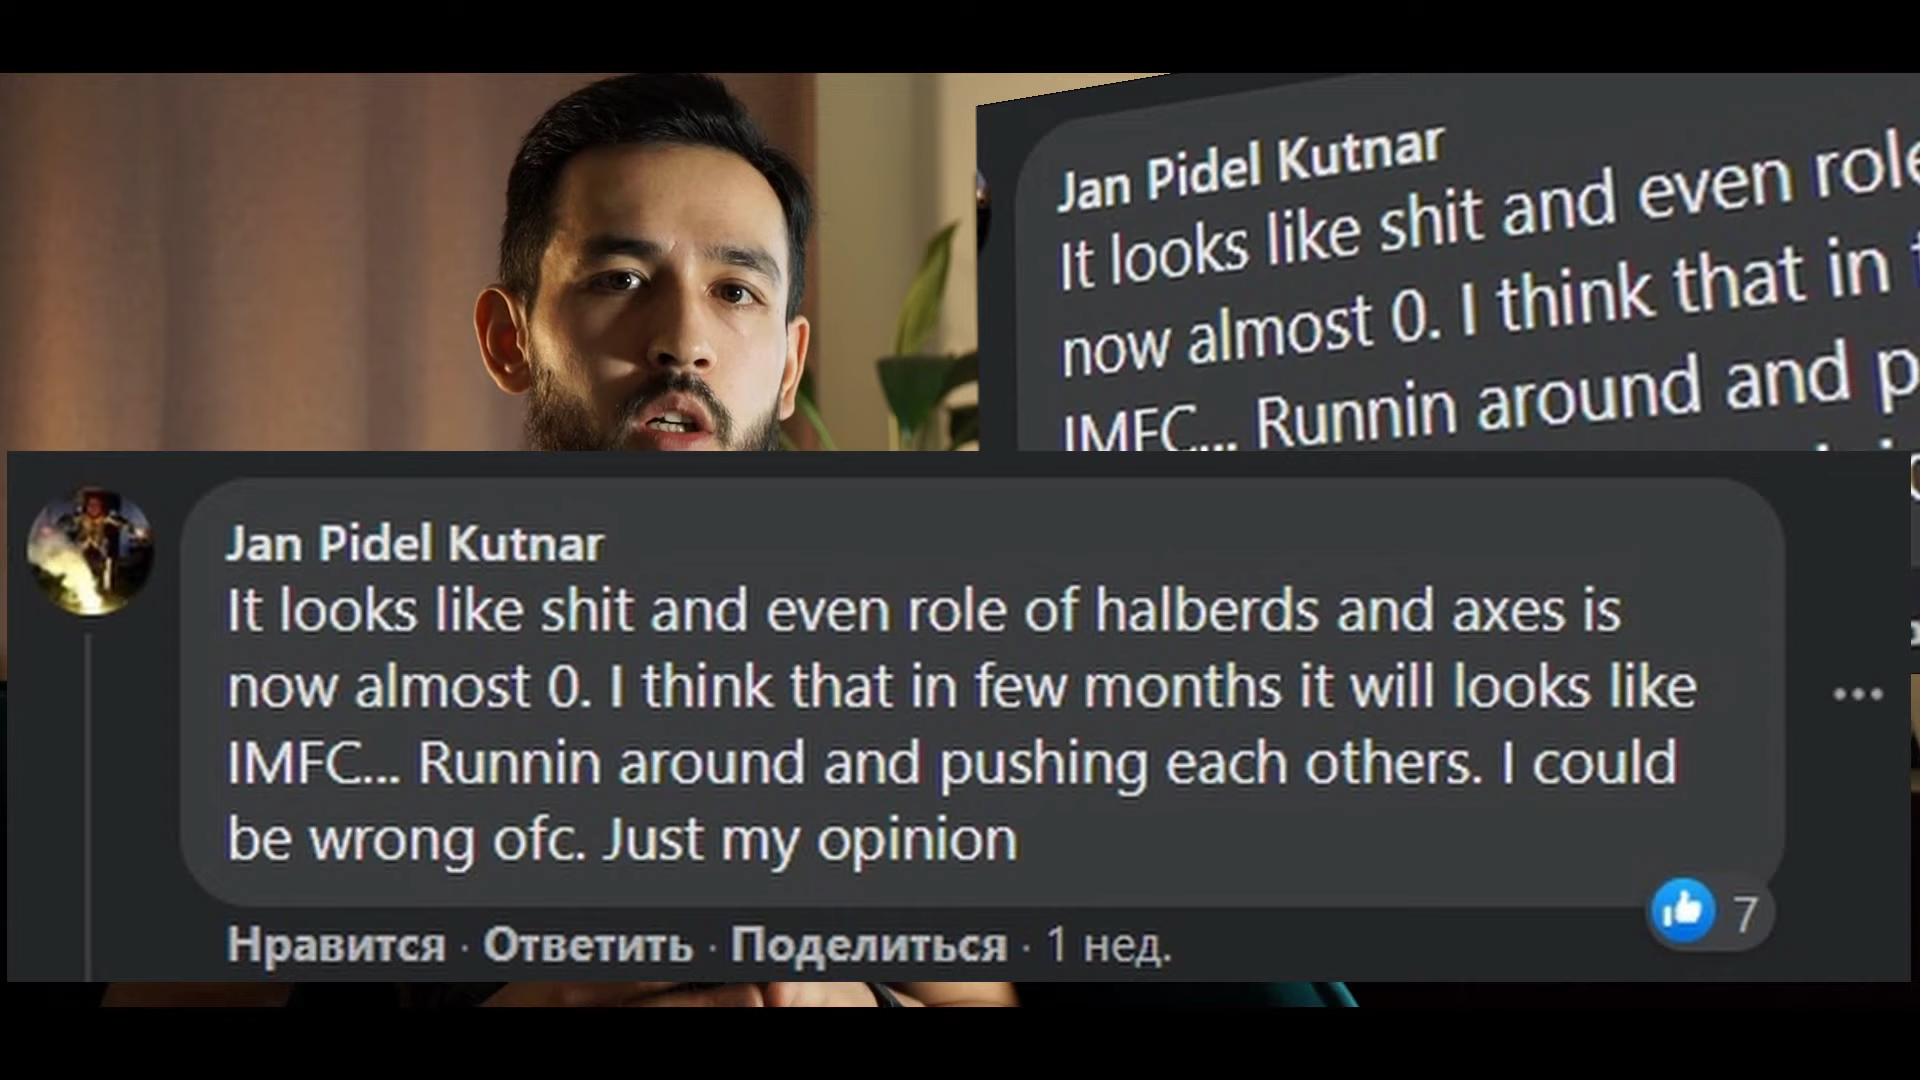 Jan Pidel Kutnar
It looks like shit and even role
now almost 0. I think that in
IMFC... Runnin around and
Jan Pidel Kutnar
It looks like shit and even role of halberds and axes is
now almost 0. I think that in few months it will looks like
IMFC... Runnin around and pushing each others. I could
be wrong ofc. Just my opinion
7
Нравится · Ответить · Поделиться · 1 нед.